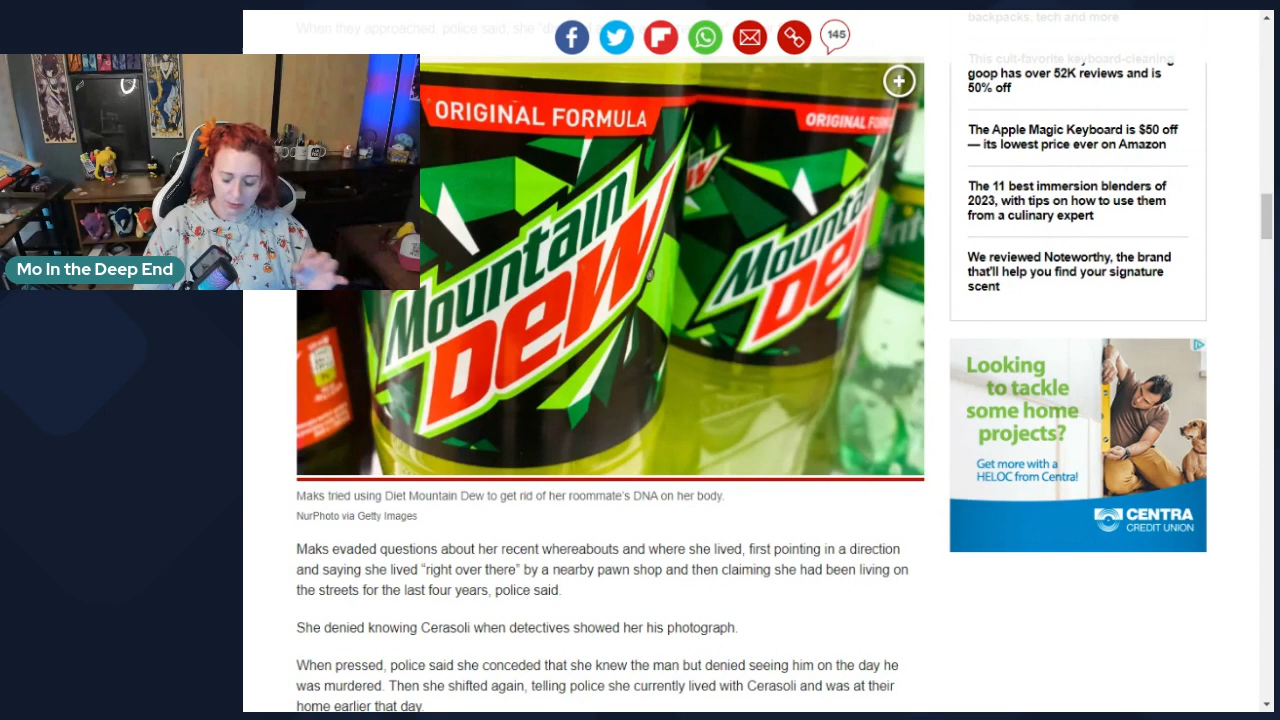 When they approached, police said, she "d
145
backpacks, tech and more
This cult-favorite keyboard-cleaning
goop has over 52K reviews and is
50% off
The Apple Magic Keyboard is $50 off
— its lowest price ever on Amazon
The 11 best immersion blenders of
2023, with tips on how to use them
from a culinary expert
We reviewed Noteworthy, the brand
that'll help you find your signature
scent
Mo In the Deep End
ORIGINAL FORMULA
Mountain
Dew
ORIGINAL
Mountain
Dew
Looking
to tackle
some home
projects?
Get more with a
HELOC from Centra!
CENTRA
CREDIT UNION
Maks tried using Diet Mountain Dew to get rid of her roommate's DNA on her body.
NurPhoto via Getty Images
Maks evaded questions about her recent whereabouts and where she lived, first pointing in a direction
and saying she lived “right over there” by a nearby pawn shop and then claiming she had been living on
the streets for the last four years, police said.
She denied knowing Cerasoli when detectives showed her his photograph.
When pressed, police said she conceded that she knew the man but denied seeing him on the day he
was murdered. Then she shifted again, telling police she currently lived with Cerasoli and was at their
home earlier that day.